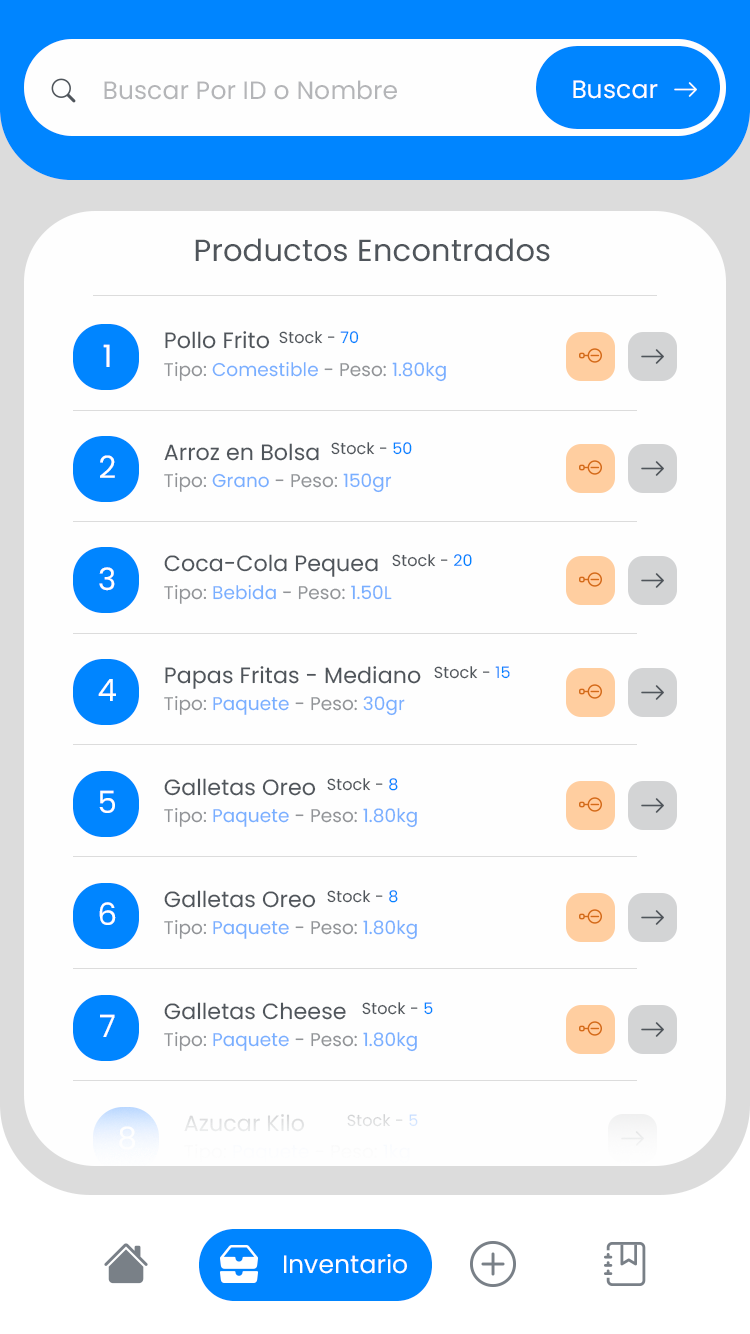 Buscar Por ID o Nombre
Buscar
Productos Encontrados
1
Pollo Frito Stock - 70
Tipo: Comestible - Peso: 1.80kg
2
Arroz en Bolsa Stock - 50
Tipo: Grano - Peso: 150gr
3
Coca-Cola Pequea Stock - 20
Tipo: Bebida - Peso: 1.50L
4
Papas Fritas - Mediano Stock - 15
Tipo: Paquete - Peso: 30gr
5
Galletas Oreo Stock - 8
Tipo: Paquete - Peso: 1.80kg
6
Galletas Oreo Stock - 8
Tipo: Paquete - Peso: 1.80kg
7
Galletas Cheese Stock - 5
Tipo: Paquete - Peso: 1.80kg
8
Azucar Kilo Stock - 5
Inventario